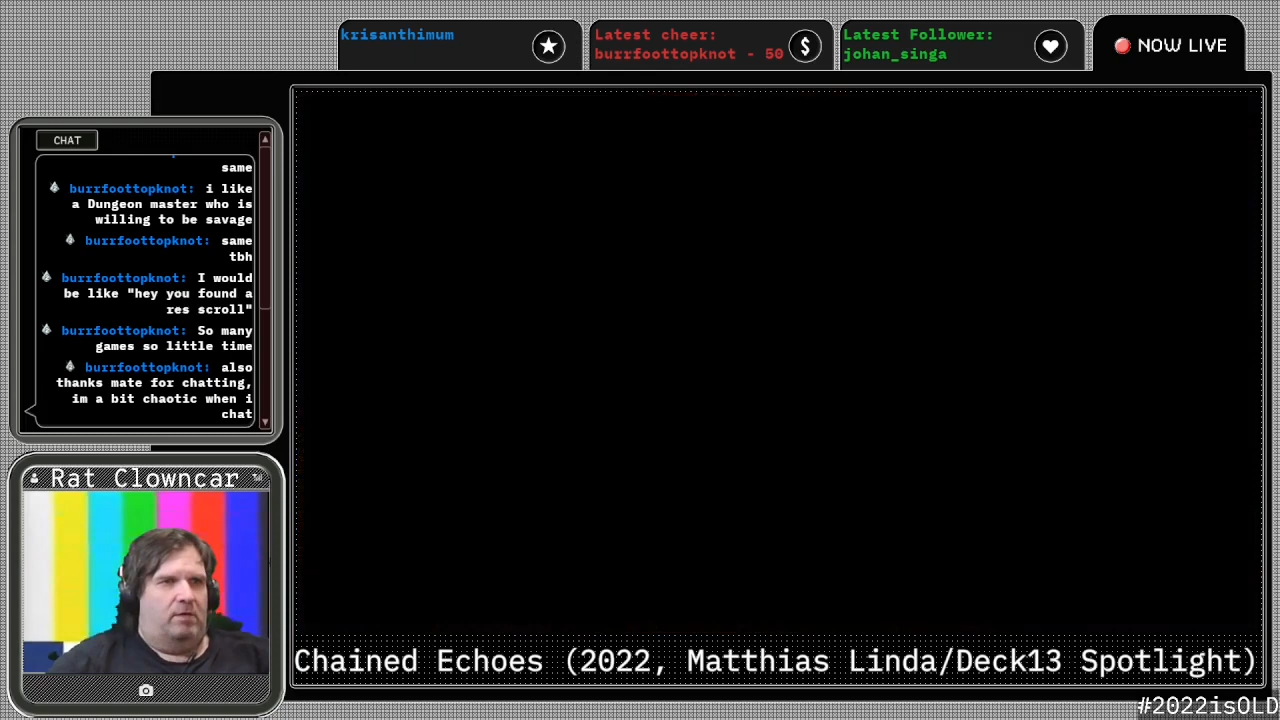 krisanthimum
Latest cheer:
burrfoottopknot - 50
$
Latest Follower:
johan_singa
NOW LIVE
CHAT
same
burrfoottopknot: i like
a Dungeon master who is
willing to be savage
burrfoottopknot: same
tbh
burrfoottopknot: I would
be like "hey you found a
res scroll"
burrfoottopknot: So many
games so little time
burrfoottopknot: also
thanks mate for chatting,
im a bit chaotic when i
chat
Rat Clowncar
Chained Echoes (2022, Matthias Linda/Deck13 Spotlight)
#2022isOLD